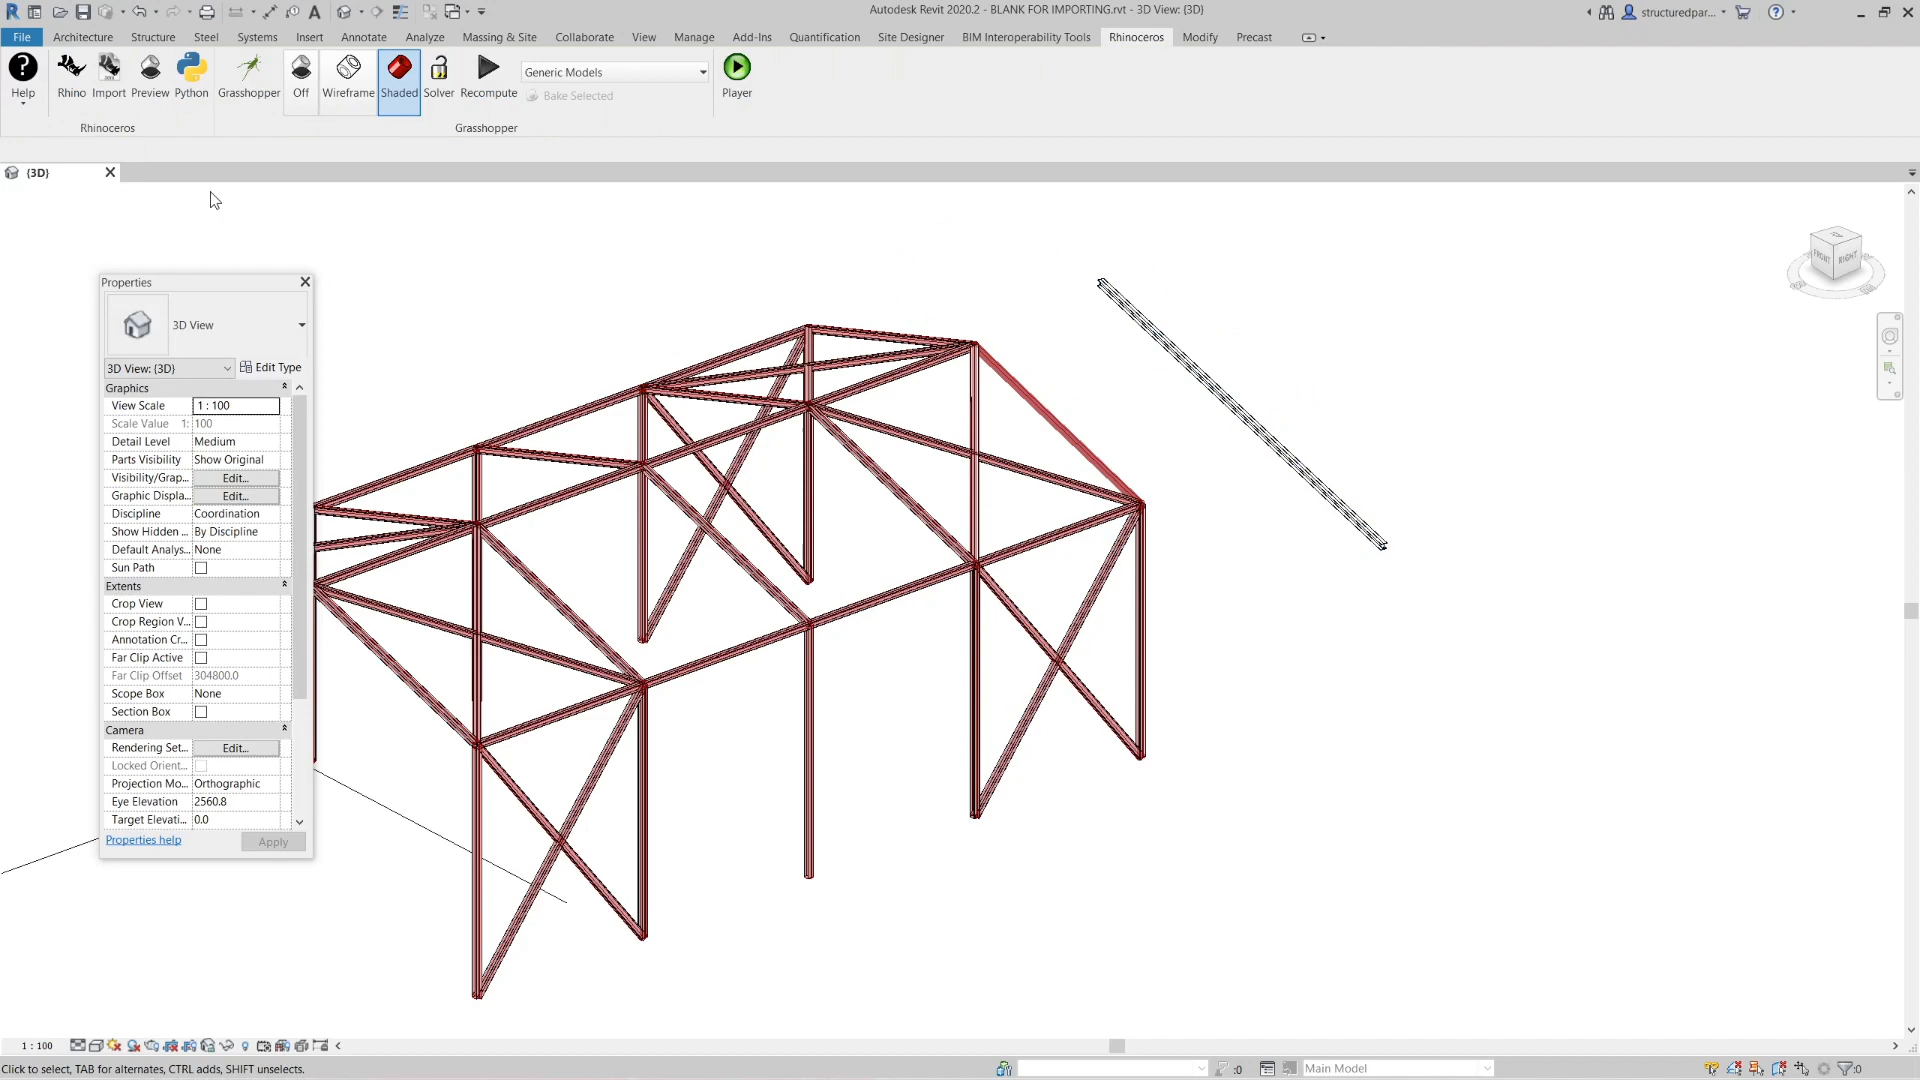 Autodesk Revit 2020.2 - BLANK FOR IMPORTING.rvt - 3D View: {3D}
structuredpar...
File Architecture Structure Steel Systems Insert Annotate Analyze Massing & Site Collaborate View Manage Add-Ins Quantification Site Designer BIM Interoperability Tools Rhinoceros Modify Precast
Generic Models
Help Rhino Import Preview Python Grasshopper Off Wireframe Shaded Solver Recompute Bake Selected Player
Rhinoceros Grasshopper
{3D}
TOP
FRONT RIGHT
Properties
3D View
3D View: {3D} Edit Type
Graphics
View Scale 1 : 100
Scale Value 1: 100
Detail Level Medium
Parts Visibility Show Original
Visibility/Grap... Edit...
Graphic Displa... Edit...
Discipline Coordination
Show Hidden ... By Discipline
Default Analys... None
Sun Path
Extents
Crop View
Crop Region V...
Annotation Cr...
Far Clip Active
Far Clip Offset 304800.0
Scope Box None
Section Box
Camera
Rendering Set... Edit...
Locked Orient...
Projection Mo... Orthographic
Eye Elevation 2560.8
Target Elevati... 0.0
Properties help Apply
1 : 100
Click to select, TAB for alternates, CTRL adds, SHIFT unselects.
:0
Main Model
:0